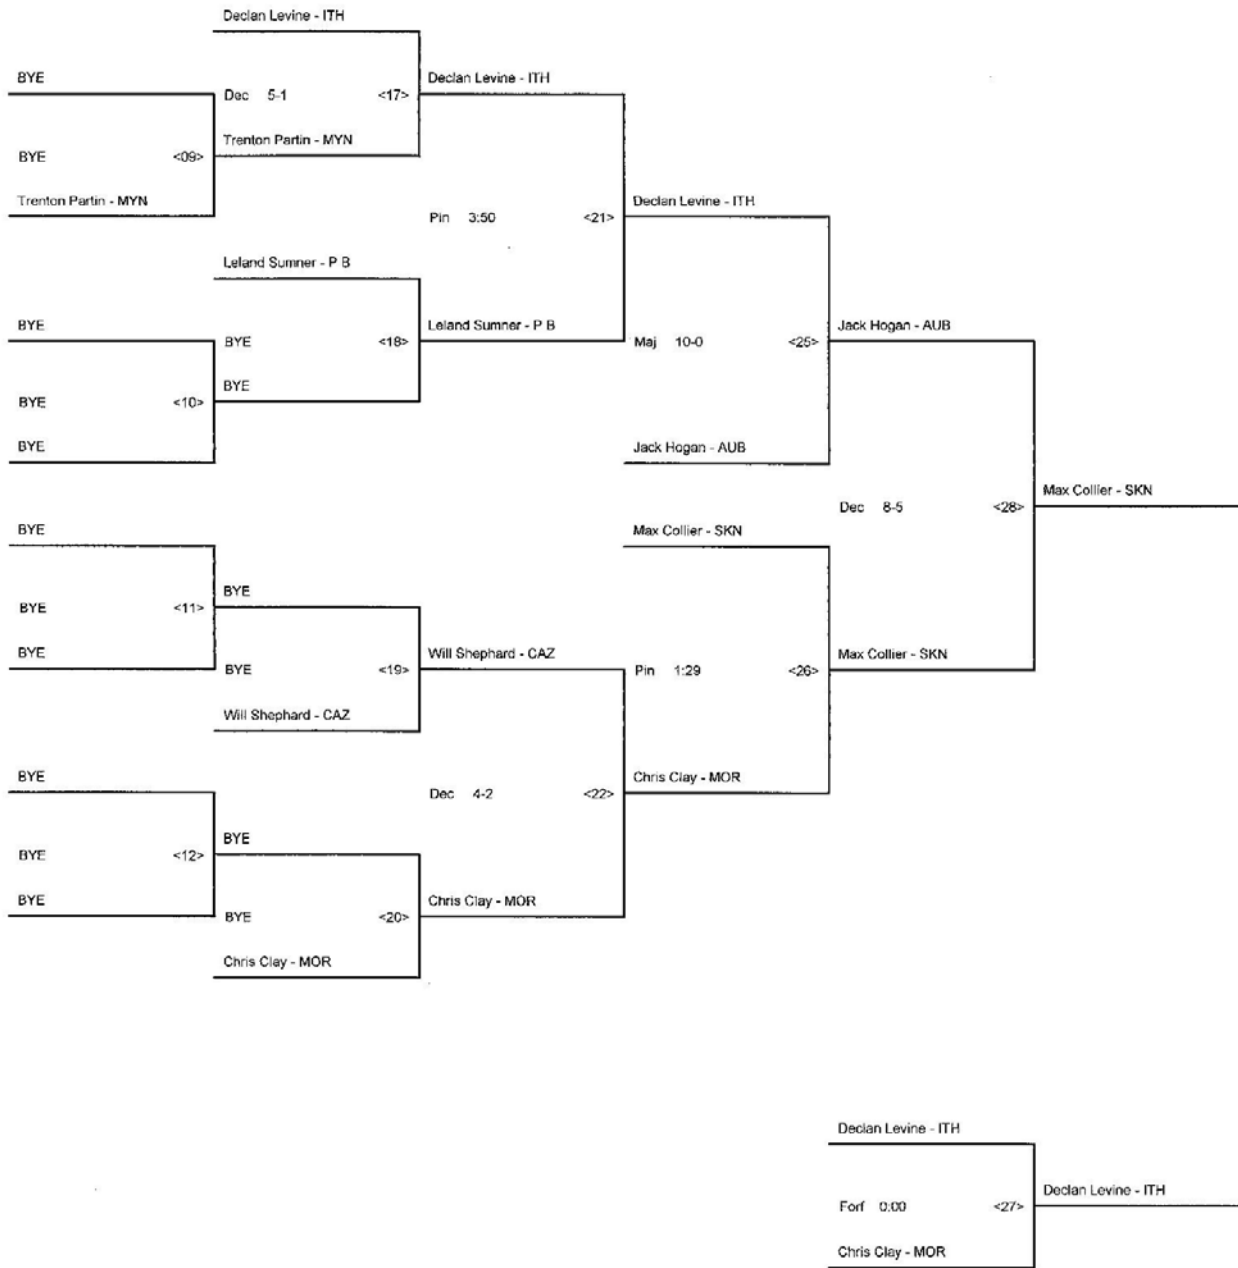 Declan Levine - ITH
BYE
Declan Levine - ITH
Dec 5-1 <17>
Trenton Partin - MYN
BYE <09>
Trenton Partin - MYN
Declan Levine - ITH
Pin 3:50 <21>
Leland Sumner - P B
BYE
Leland Sumner - P B
Jack Hogan - AUB
BYE <18>
Maj 10-0 <25>
BYE
BYE <10>
BYE
Jack Hogan - AUB
Max Collier - SKN
Dec 8-5 <28>
BYE
Max Collier - SKN
BYE
BYE <11>
BYE
Will Shephard - CAZ
Max Collier - SKN
BYE <19>
Pin 1:29 <26>
Will Shephard - CAZ
BYE
Chris Clay - MOR
Dec 4-2 <22>
BYE
BYE <12>
BYE
Chris Clay - MOR
BYE <20>
Chris Clay - MOR
Declan Levine - ITH
Declan Levine - ITH
Forf 0:00 <27>
Chris Clay - MOR